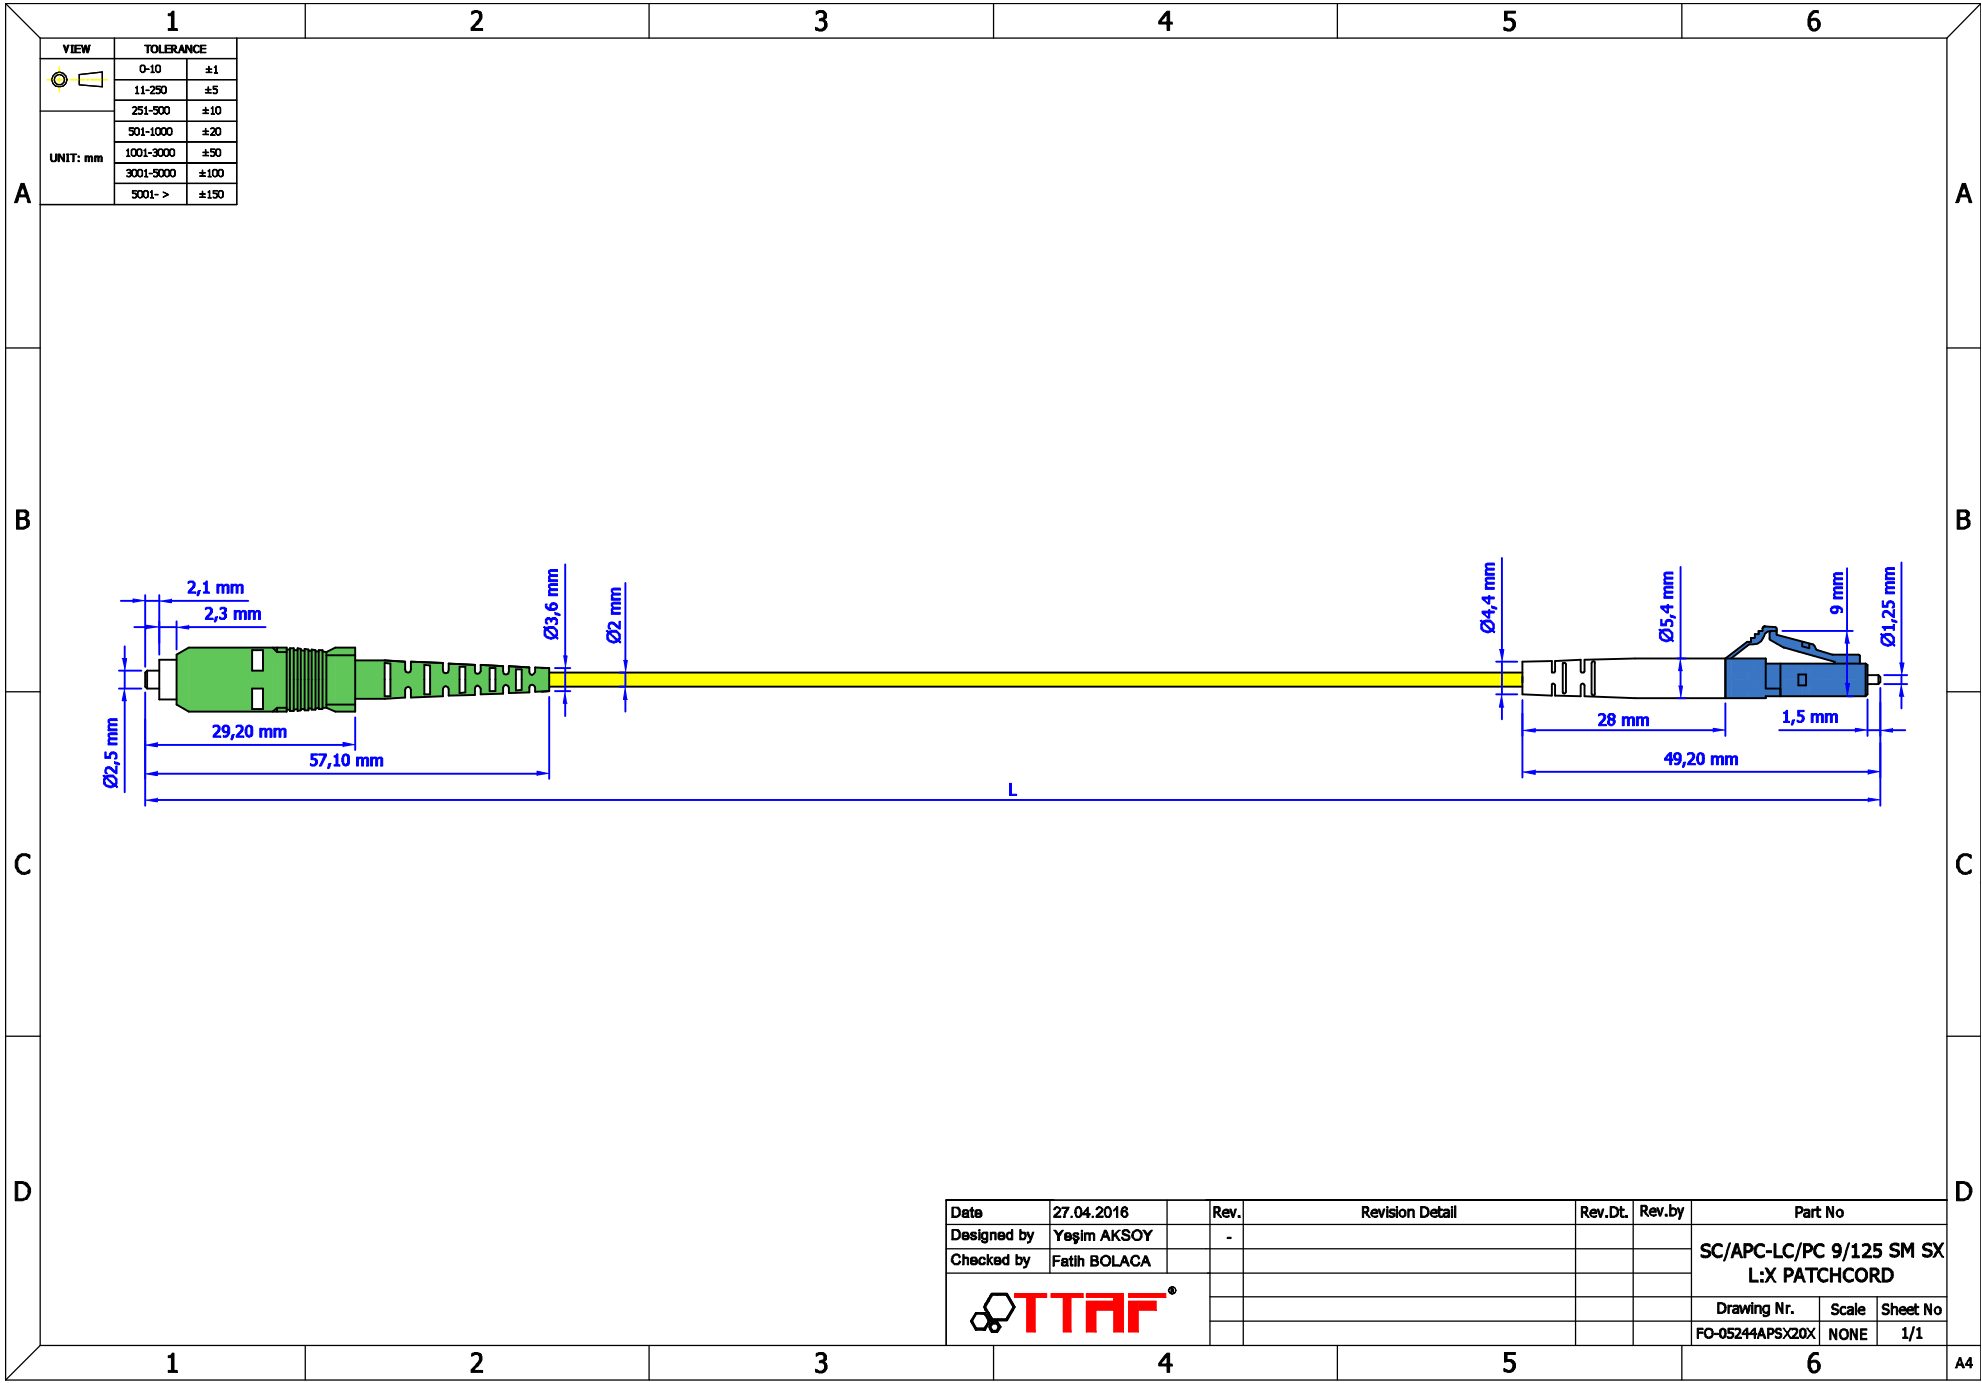 1 2 3 4 5 6
VIEW TOLERANCE
0-10 ±1
11-250 ±5
251-500 ±10
501-1000 ±20
UNIT: mm
1001-3000 ±50
3001-5000 ±100
5001- > ±150
A A
B B
2,1 mm
2,3 mm
Ø3,6 mm
Ø2 mm
Ø4,4 mm
Ø5,4 mm
9 mm
Ø1,25 mm
Ø2,5 mm
29,20 mm
57,10 mm
28 mm
1,5 mm
49,20 mm
L
C C
D D
Date 27.04.2016 Rev. Revision Detail Rev.Dt. Rev.by Part No
Designed by Yeşim AKSOY -
Checked by Fatih BOLACA
SC/APC-LC/PC 9/125 SM SX
L:X PATCHCORD
TTAF®
Drawing Nr. Scale Sheet No
FO-05244APSX20X NONE 1/1
1 2 3 4 5 6 A4